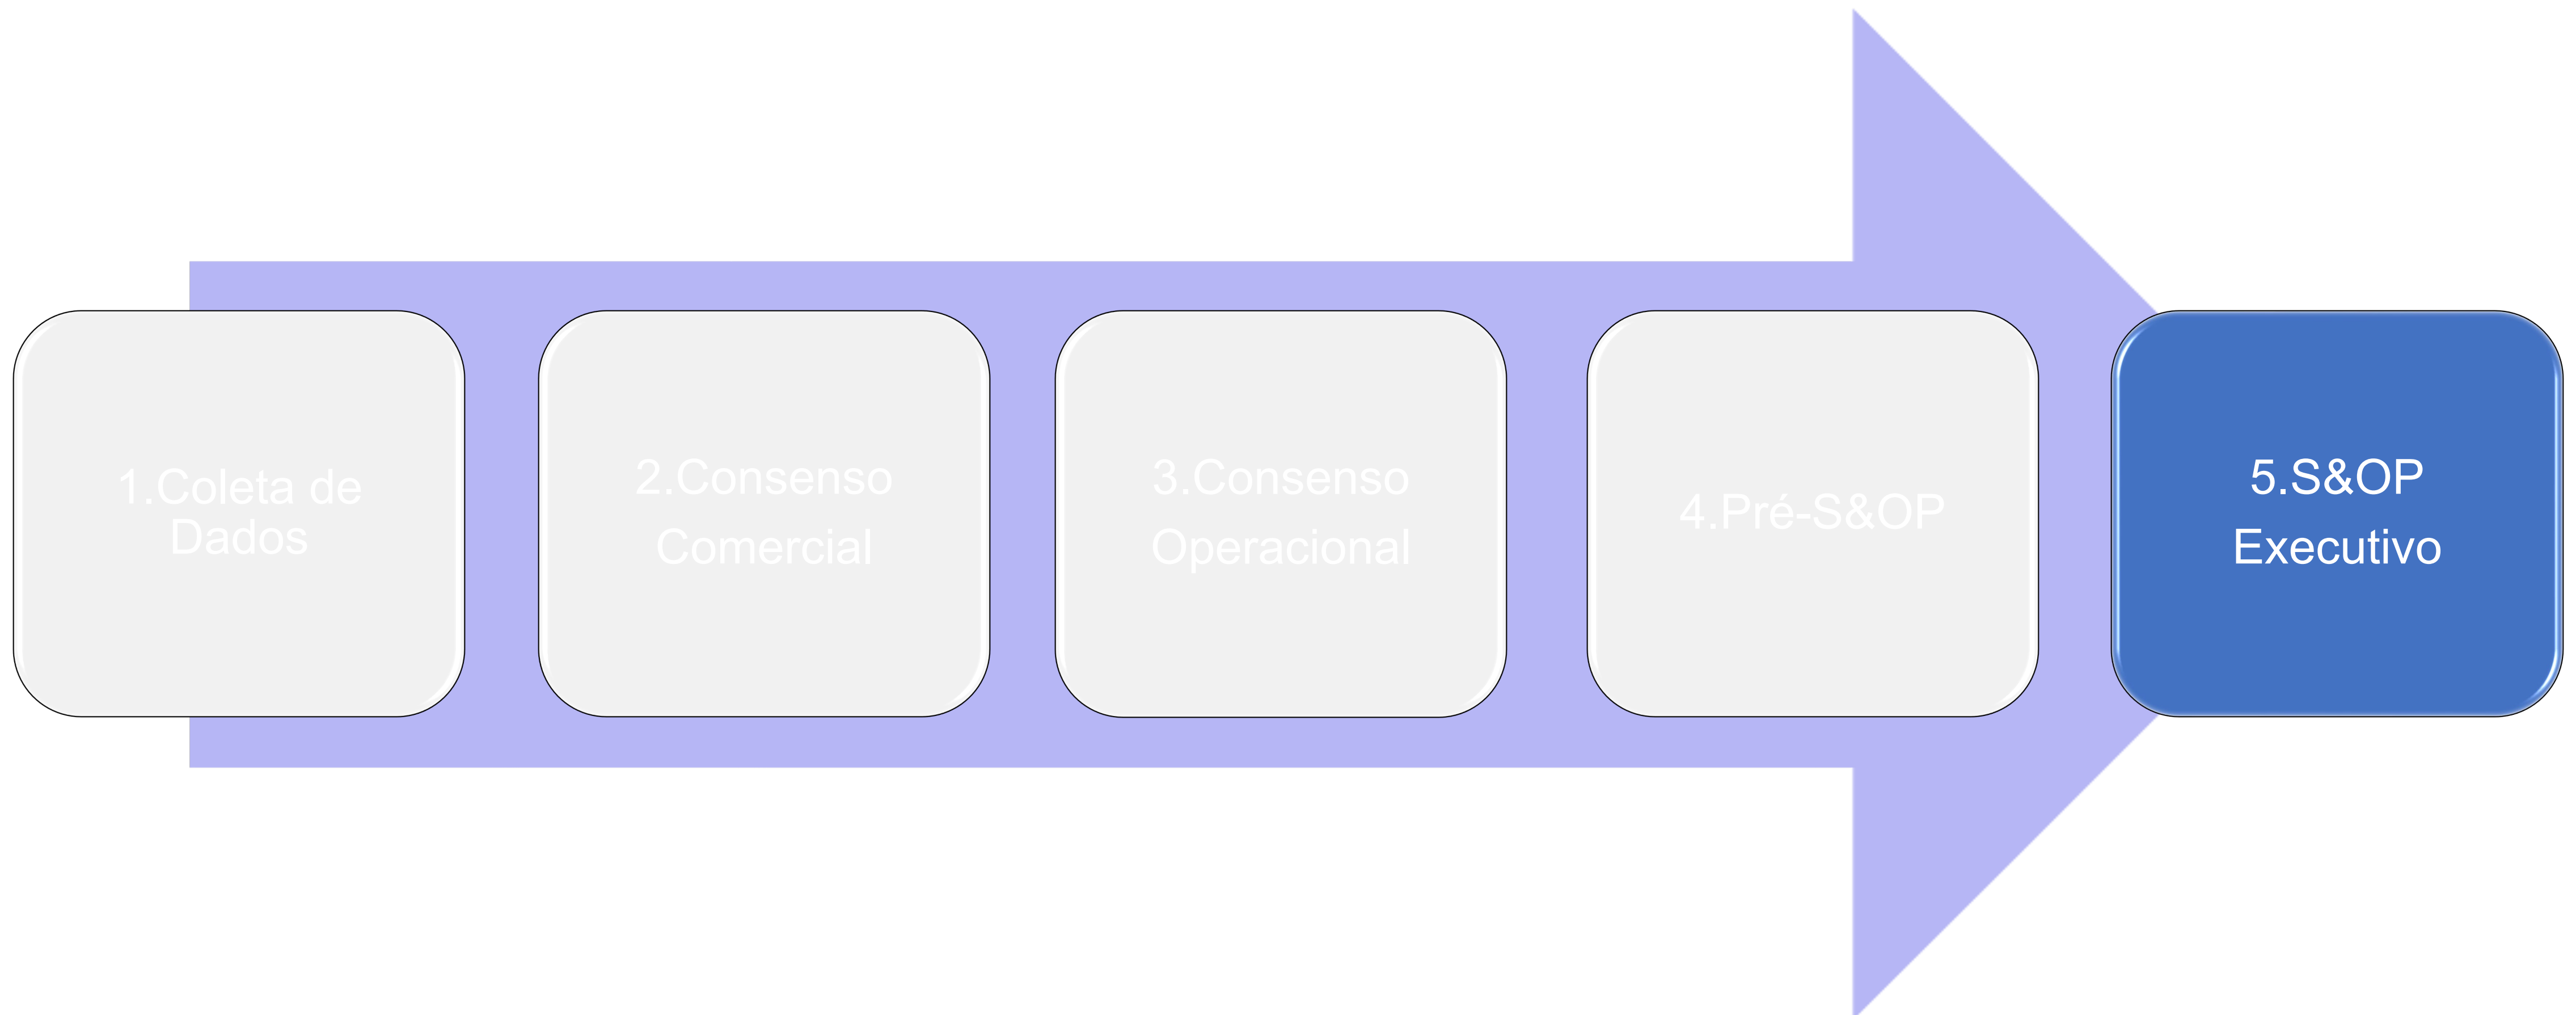 1.Coleta de
Dados
2.Consenso
Comercial
3.Consenso
Operacional
4.Pré-S&OP
5.S&OP
Executivo